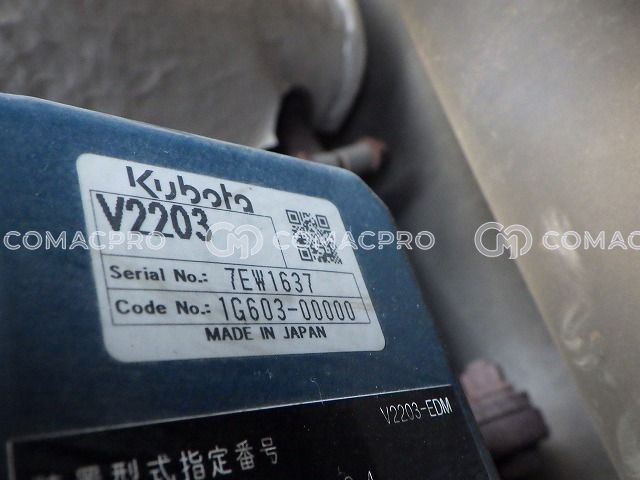 Kubota
V2203
Serial No.: 7EW1637
Code No.: 1G603-00000
MADE IN JAPAN
COMACPRO COMACPRO COMACPRO
V2203-EDM
型式指定番号